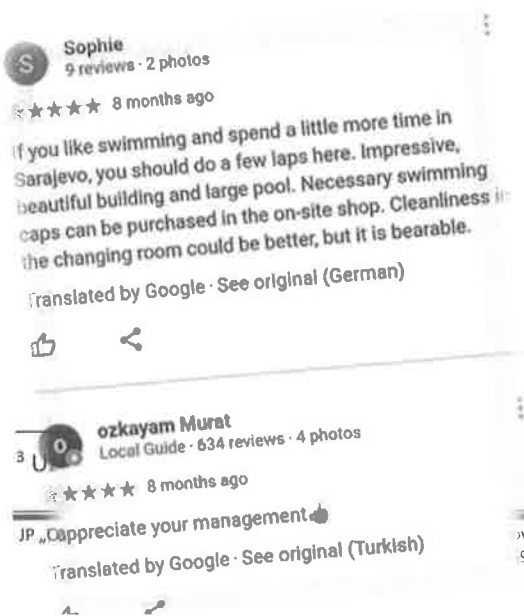 S
Sophie
9 reviews · 2 photos
★★★★ 8 months ago
If you like swimming and spend a little more time in
Sarajevo, you should do a few laps here. Impressive,
beautiful building and large pool. Necessary swimming
caps can be purchased in the on-site shop. Cleanliness in
the changing room could be better, but it is bearable.
Translated by Google · See original (German)
ozkayam Murat
Local Guide · 634 reviews · 4 photos
3
★★★★ 8 months ago
JP „O
appreciate your management👍
Translated by Google · See original (Turkish)